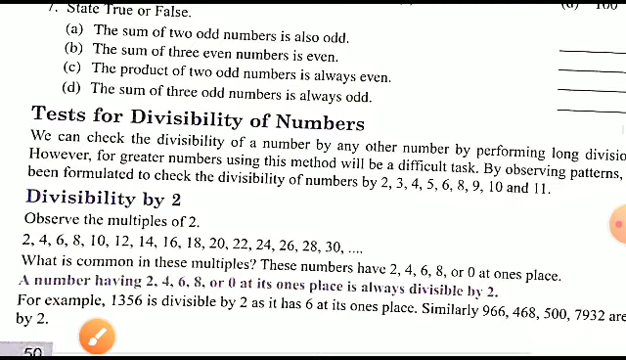 7. State True or False.
(a) The sum of two odd numbers is also odd.
(b) The sum of three even numbers is even.
(c) The product of two odd numbers is always even.
(d) The sum of three odd numbers is always odd.
Tests for Divisibility of Numbers
We can check the divisibility of a number by any other number by performing long divisio
However, for greater numbers using this method will be a difficult task. By observing patterns,
been formulated to check the divisibility of numbers by 2, 3, 4, 5, 6, 8, 9, 10 and 11.
Divisibility by 2
Observe the multiples of 2.
2, 4, 6, 8, 10, 12, 14, 16, 18, 20, 22, 24, 26, 28, 30, ....
What is common in these multiples? These numbers have 2, 4, 6, 8, or 0 at ones place.
A number having 2, 4, 6, 8, or 0 at its ones place is always divisible by 2.
For example, 1356 is divisible by 2 as it has 6 at its ones place. Similarly 966, 468, 500, 7932 are
by 2.
50